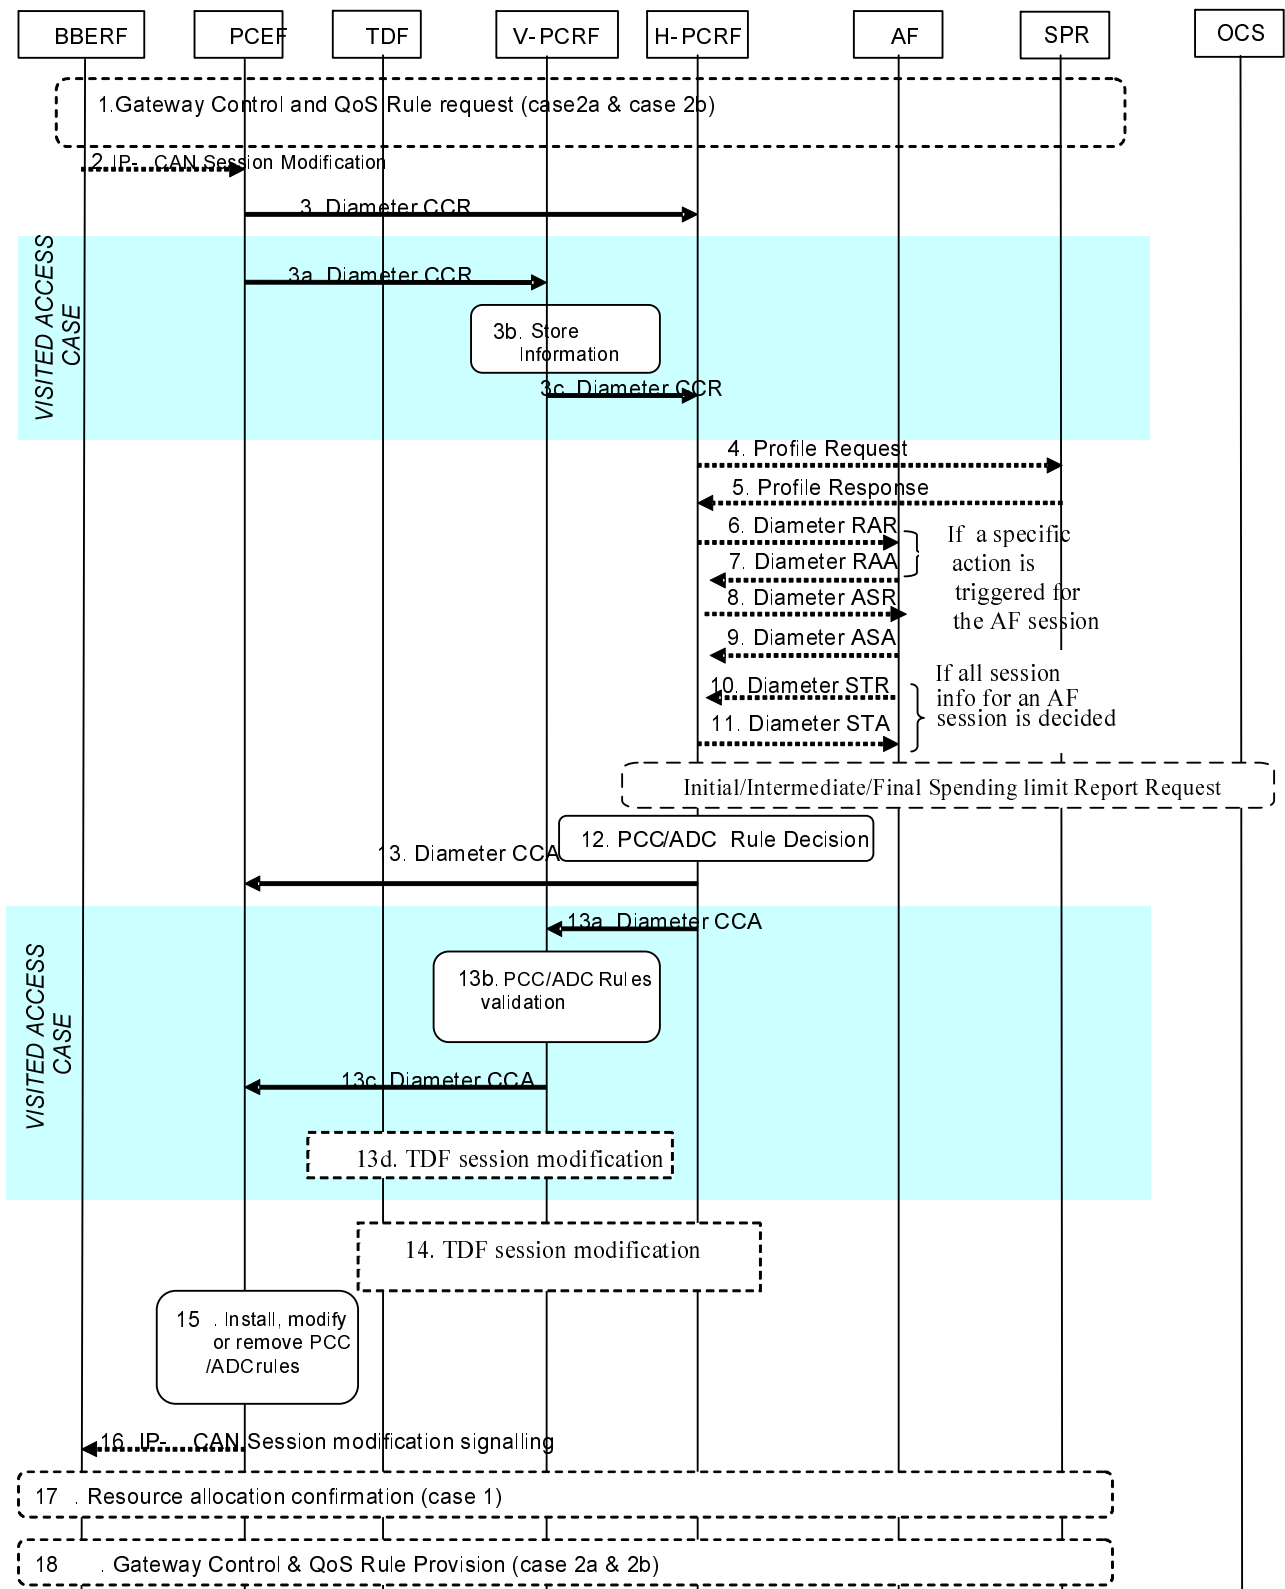 BBERF PCEF TDF V-PCRF H-PCRF AF SPR OCS
1.Gateway Control and QoS Rule request (case2a & case 2b)
2. IP- CAN Session Modification
3. Diameter CCR
VISITED ACCESS
CASE
3a. Diameter CCR
3b. Store
Information
3c. Diameter CCR
4. Profile Request
5. Profile Response
6. Diameter RAR
7. Diameter RAA
8. Diameter ASR
9. Diameter ASA
If a specific
action is
triggered for
the AF session
10. Diameter STR
11. Diameter STA
If all session
info for an AF
session is decided
Initial/Intermediate/Final Spending limit Report Request
12. PCC/ADC Rule Decision
13. Diameter CCA
VISITED ACCESS
CASE
13a. Diameter CCA
13b. PCC/ADC Rules
validation
13c. Diameter CCA
13d. TDF session modification
14. TDF session modification
15 . Install, modify
or remove PCC
/ADCrules
16. IP- CAN Session modification signalling
17 . Resource allocation confirmation (case 1)
18 . Gateway Control & QoS Rule Provision (case 2a & 2b)